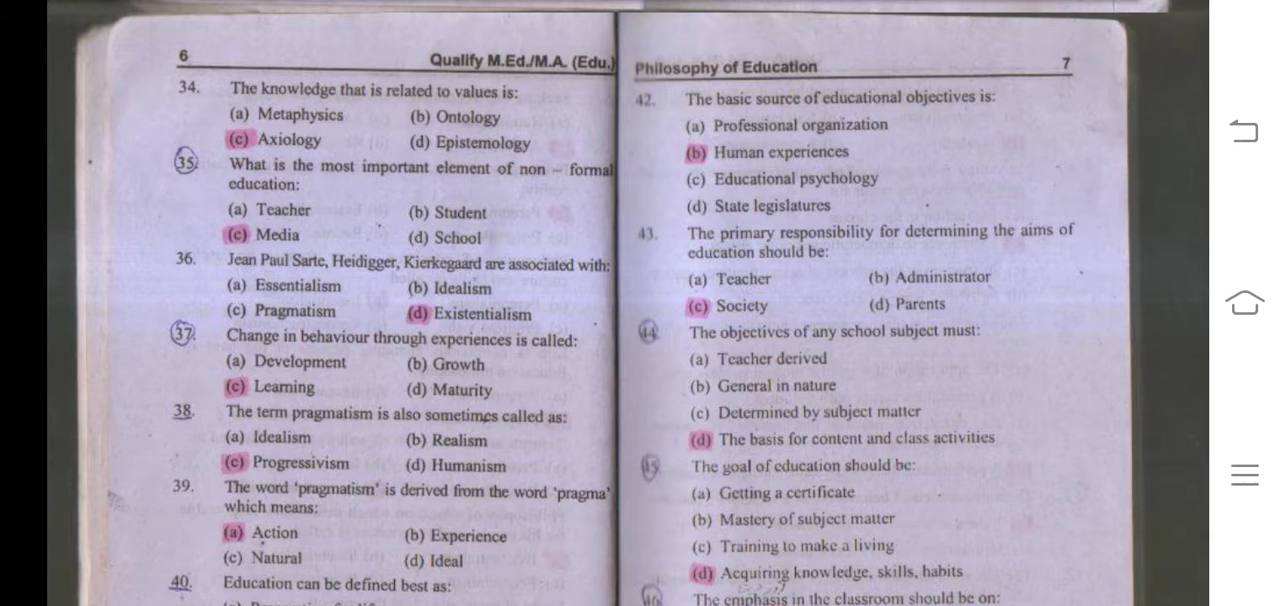 6
Qualify M.Ed./M.A. (Edu.)
34. The knowledge that is related to values is:
(a) Metaphysics (b) Ontology
(c) Axiology (d) Epistemology
35. What is the most important element of non – formal
education:
(a) Teacher (b) Student
(c) Media (d) School
36. Jean Paul Sarte, Heidigger, Kierkegaard are associated with:
(a) Essentialism (b) Idealism
(c) Pragmatism (d) Existentialism
37. Change in behaviour through experiences is called:
(a) Development (b) Growth
(c) Learning (d) Maturity
38. The term pragmatism is also sometimes called as:
(a) Idealism (b) Realism
(c) Progressivism (d) Humanism
39. The word 'pragmatism' is derived from the word 'pragma'
which means:
(a) Action (b) Experience
(c) Natural (d) Ideal
40. Education can be defined best as:
Philosophy of Education
7
42. The basic source of educational objectives is:
(a) Professional organization
(b) Human experiences
(c) Educational psychology
(d) State legislatures
43. The primary responsibility for determining the aims of
education should be:
(a) Teacher (b) Administrator
(c) Society (d) Parents
44. The objectives of any school subject must:
(a) Teacher derived
(b) General in nature
(c) Determined by subject matter
(d) The basis for content and class activities
45. The goal of education should be:
(a) Getting a certificate
(b) Mastery of subject matter
(c) Training to make a living
(d) Acquiring knowledge, skills, habits
46. The emphasis in the classroom should be on: